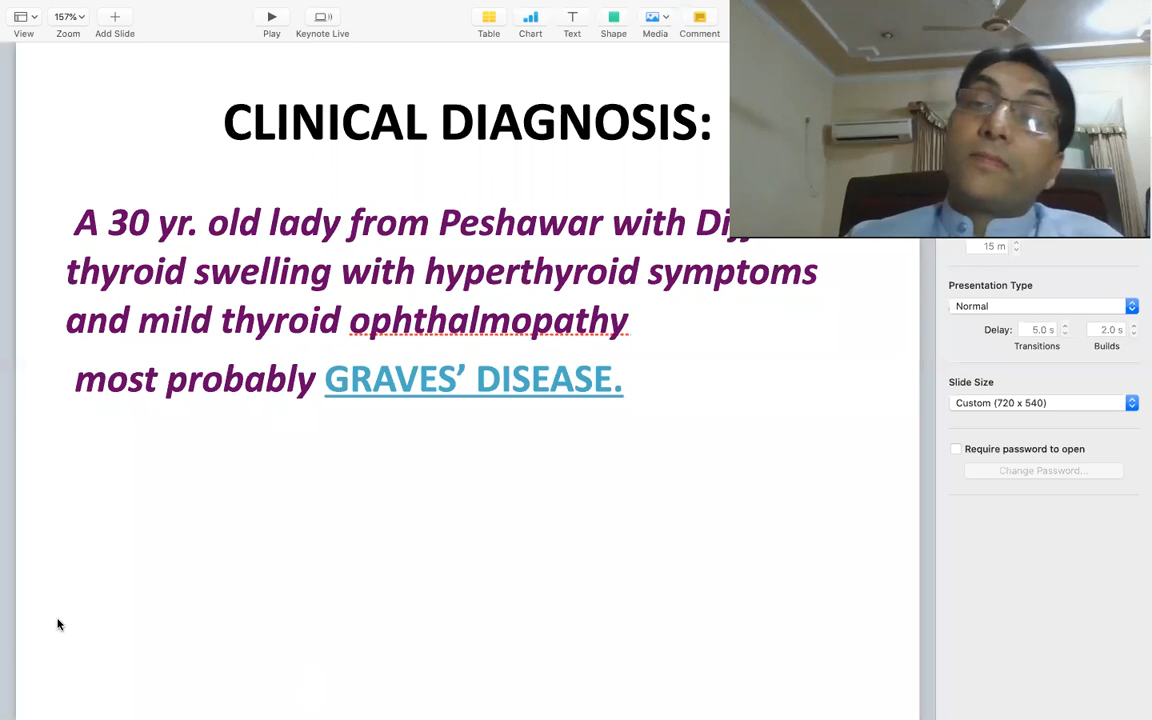 157%
View
Zoom
Add Slide
Play
Keynote Live
Table
Chart
Text
Shape
Media
Comment
CLINICAL DIAGNOSIS:
A 30 yr. old lady from Peshawar with
thyroid swelling with hyperthyroid symptoms
and mild thyroid ophthalmopathy
most probably GRAVES' DISEASE.
15 m
Presentation Type
Normal
Delay: 5.0 s 2.0 s
Transitions Builds
Slide Size
Custom (720 x 540)
Require password to open
Change Password...